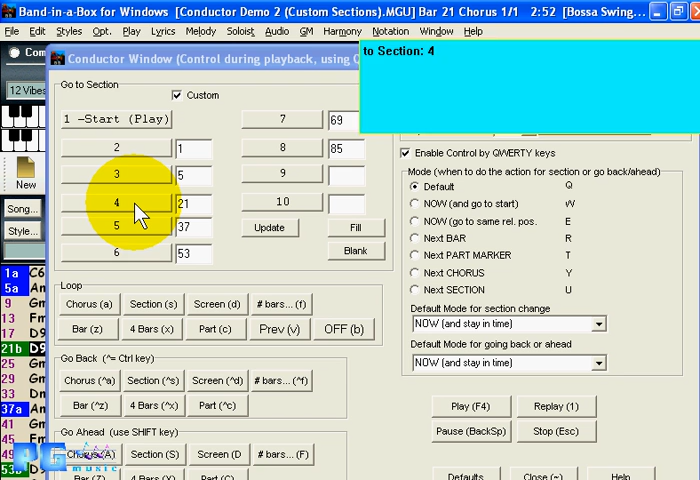 Band-in-a-Box for Windows [Conductor Demo 2 (Custom Sections).MGU] Bar 21 Chorus 1/1 2:52 [Bossa Swing...
File Edit Styles Play Lyrics Melody Soloist Audio GM Harmony Notation Window Help
Conductor Window (Control during playback, using Q
to Section: 4
12 Vibes
New
Song...
Style...
Go to Section
Custom
1 -Start (Play)
2 1
3 5
4 21
5 37
6 53
7 69
8 85
9
10
Update
Fill
Blank
Enable Control by QWERTY keys
Mode (when to do the action for section or go back/ahead)
Default Q
NOW (and go to start) W
NOW (go to same rel. pos. E
Next BAR R
Next PART MARKER T
Next CHORUS Y
Next SECTION U
Default Mode for section change
NOW (and stay in time)
Default Mode for going back or ahead
NOW (and stay in time)
Loop
Chorus (a) Section (s) Screen (d) # bars... (f)
Bar (z) 4 Bars (x) Part (c) Prev (v) OFF (b)
Go Back (^= Ctrl key)
Chorus (^a) Section (^s) Screen (^d) # bars... (^f)
Bar (^z) 4 Bars (^x) Part (^c)
Go Ahead (use SHIFT key)
Chorus (A) Section (S) Screen (D # bars... (F)
Bar (Z) 4 Bars (X) Part (C)
Play (F4) Replay (1)
Pause (BackSp) Stop (Esc)
Defaults Close (~) Help
1a C6
5a
9 Gm
13 Fm
17 D9
21b D9
25 Gm
29 Gm
33 Dm
37a
41 Gm
45
49
53b
PG music